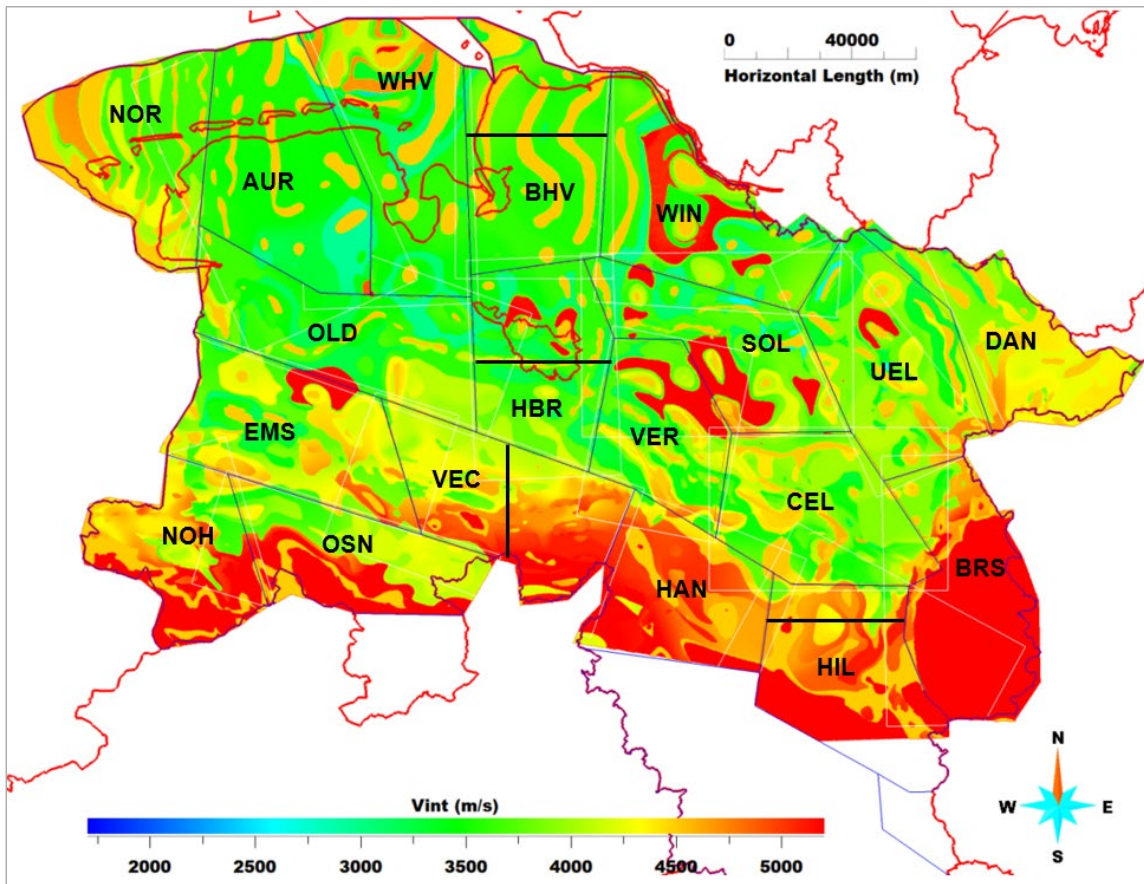 0 40000
Horizontal Length (m)
WHV
NOR
AUR
BHV
WIN
OLD
SOL
DAN
UEL
HBR
EMS
VER
VEC
CEL
NOH
OSN
BRS
HAN
HIL
N
W E
S
Vint (m/s)
2000 2500 3000 3500 4000 4500 5000